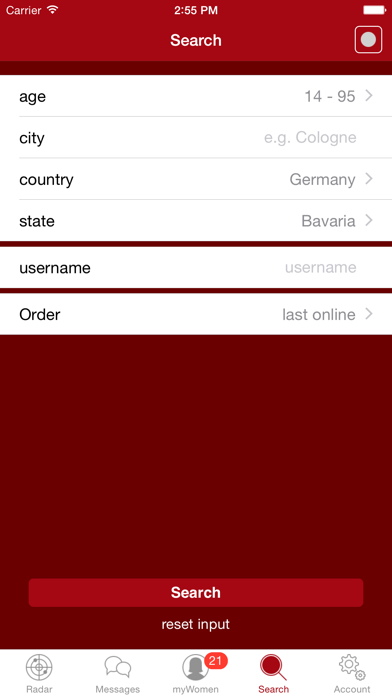 Carrier 2:55 PM
Search
age 14 - 95
city e.g. Cologne
country Germany
state Bavaria
username username
Order last online
Search
reset input
21
Radar Messages myWomen Search Account